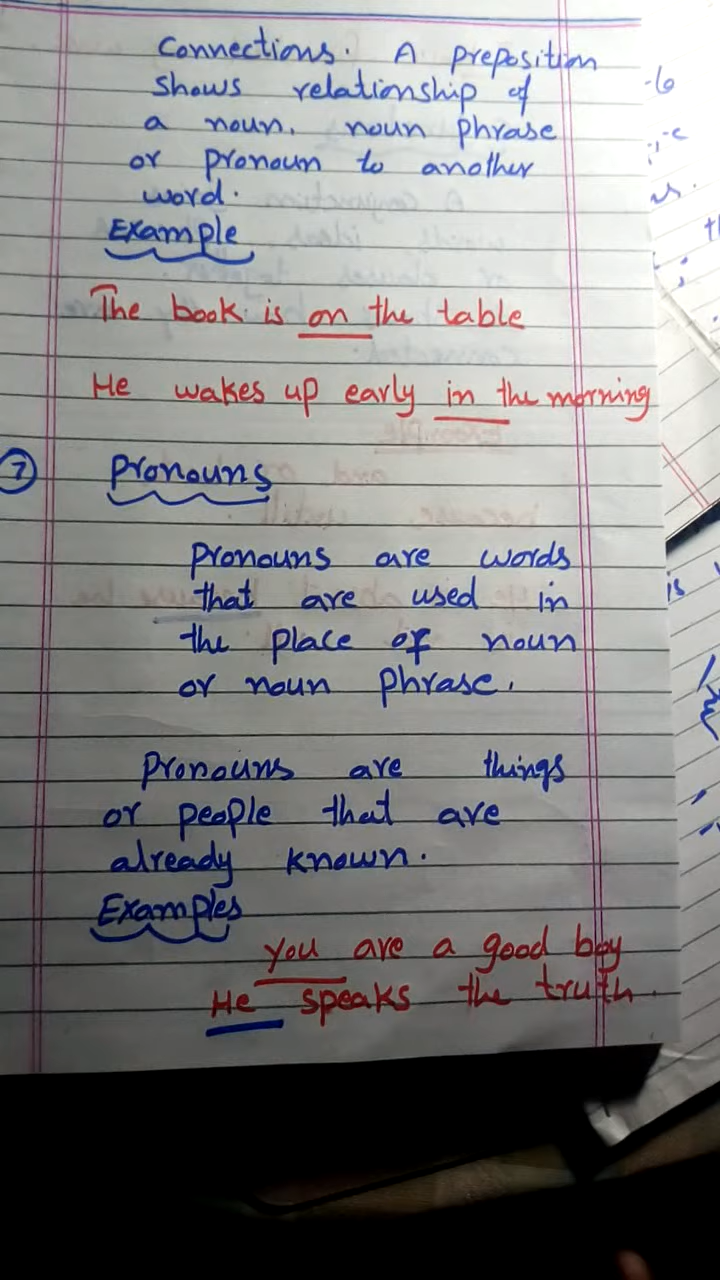 Connections. A preposition
shows relationship of
a noun, noun phrase
or pronoun to another
word.
Example
The book is on the table
He wakes up early in the morning
7 Pronouns
Pronouns are words
that are used in
the place of noun
or noun phrase.
Pronouns are things
or people that are
already known.
Examples
You are a good boy
He speaks the truth.
is